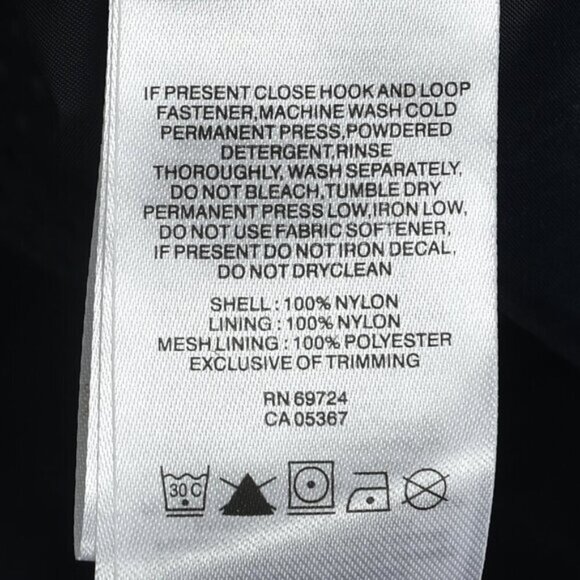 IF PRESENT CLOSE HOOK AND LOOP
FASTENER,MACHINE WASH COLD
PERMANENT PRESS,POWDERED
DETERGENT,RINSE
THOROUGHLY, WASH SEPARATELY,
DO NOT BLEACH,TUMBLE DRY
PERMANENT PRESS LOW,IRON LOW,
DO NOT USE FABRIC SOFTENER,
IF PRESENT DO NOT IRON DECAL,
DO NOT DRYCLEAN
SHELL : 100% NYLON
LINING : 100% NYLON
MESH LINING : 100% POLYESTER
EXCLUSIVE OF TRIMMING
RN 69724
CA 05367
30 C